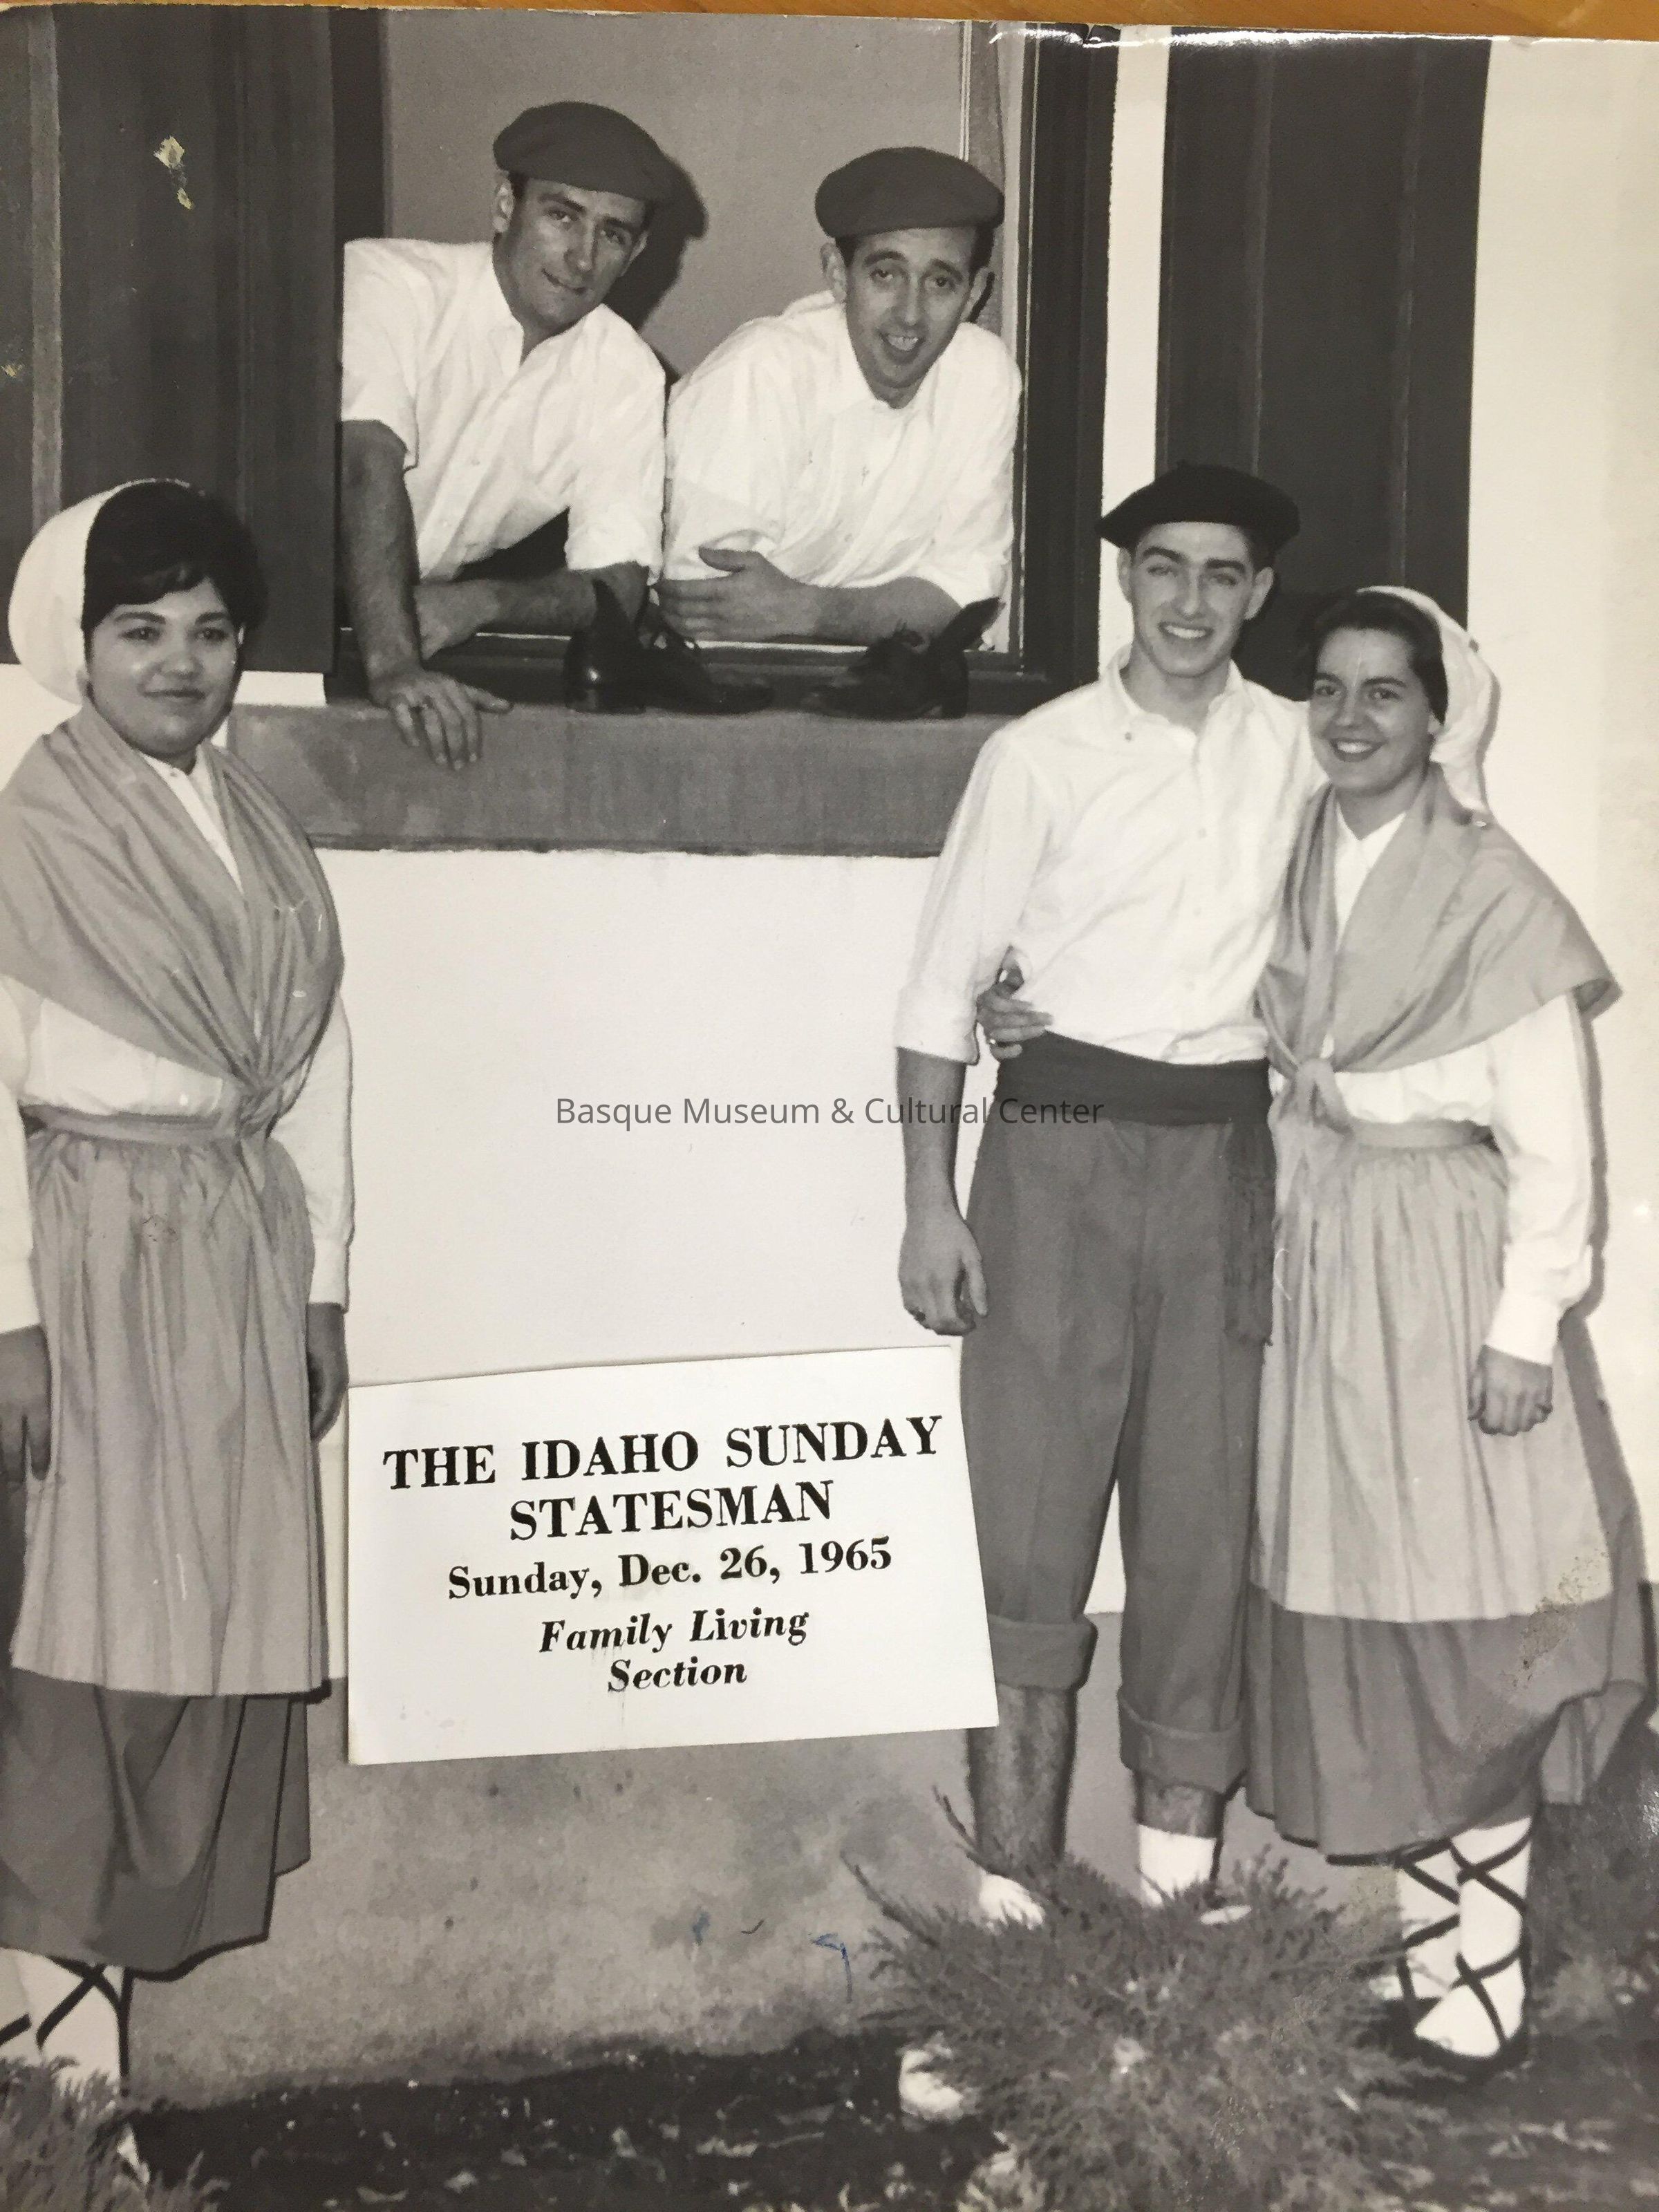 Basque Museum & Cultural Center
THE IDAHO SUNDAY
STATESMAN
Sunday, Dec. 26, 1965
Family Living
Section